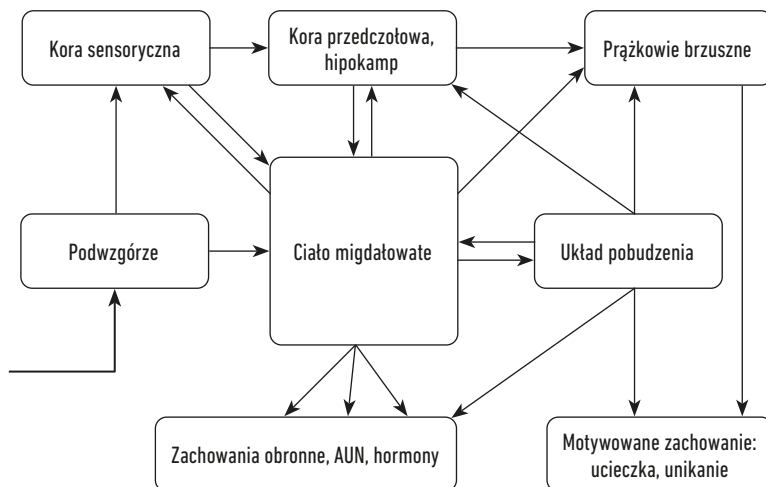 Kora sensoryczna
Kora przedczołowa,
hipokamp
Prążkowie brzuszne
Podwzgórze
Ciało migdałowate
Układ pobudzenia
Zachowania obronne, AUN, hormony
Motywowane zachowanie:
ucieczka, unikanie